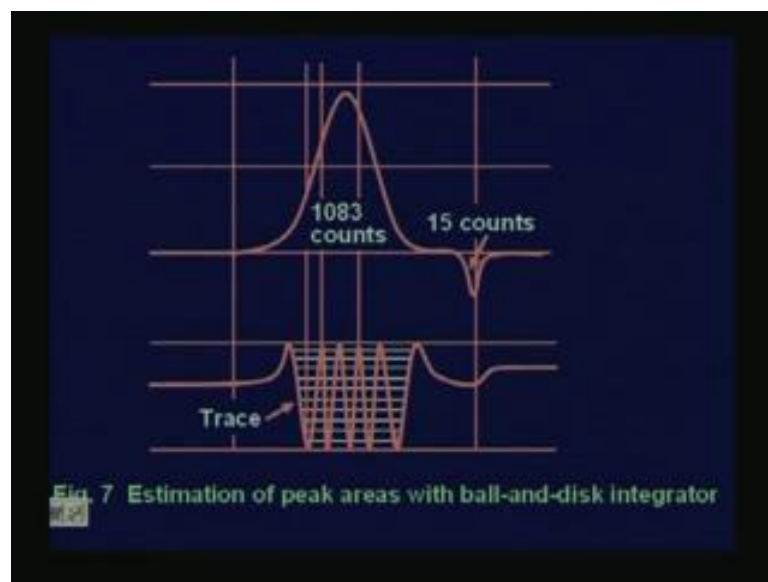 1083
counts
15 counts
Trace
Fig. 7 Estimation of peak areas with ball-and-disk integrator